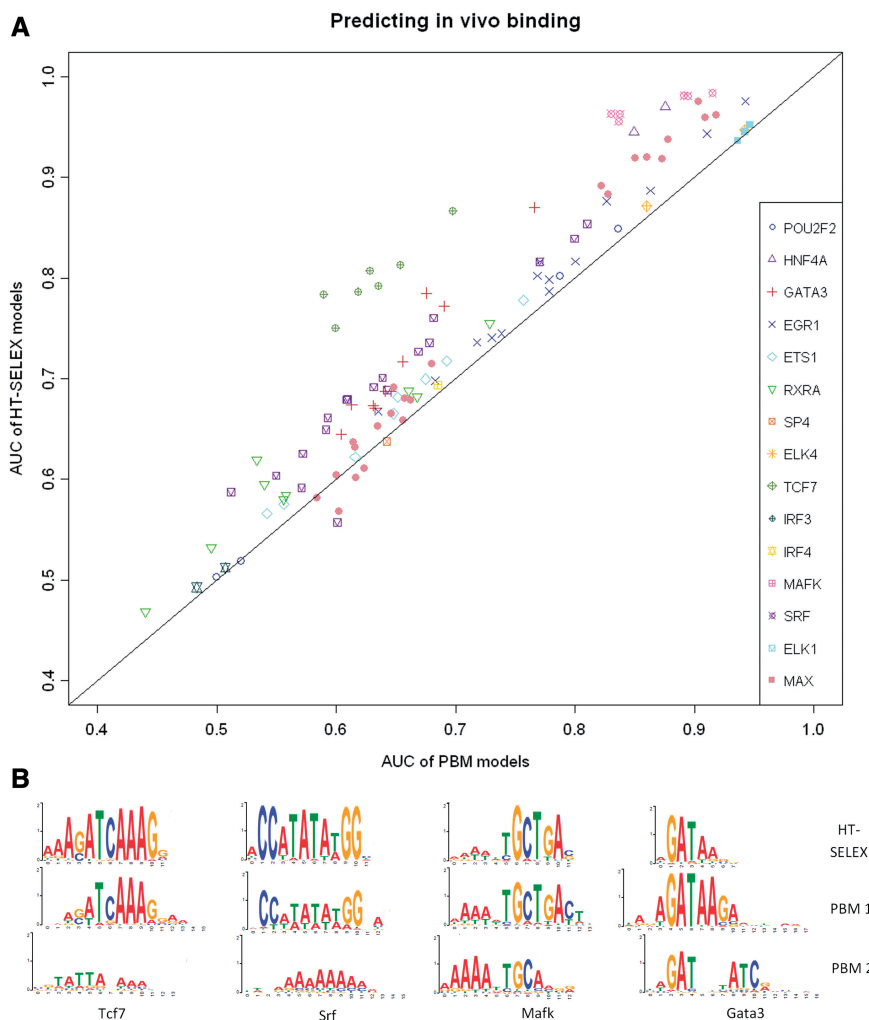 A
Predicting in vivo binding
AUC of HT-SELEX models
1.0
0.9
0.8
0.7
0.6
0.5
0.4
0.4 0.5 0.6 0.7 0.8 0.9 1.0
AUC of PBM models
POU2F2
HNF4A
GATA3
EGR1
ETS1
RXRA
SP4
ELK4
TCF7
IRF3
IRF4
MAFK
SRF
ELK1
MAX
B
HT-
SELEX
PBM 1
PBM 2
Tcf7 Srf Mafk Gata3